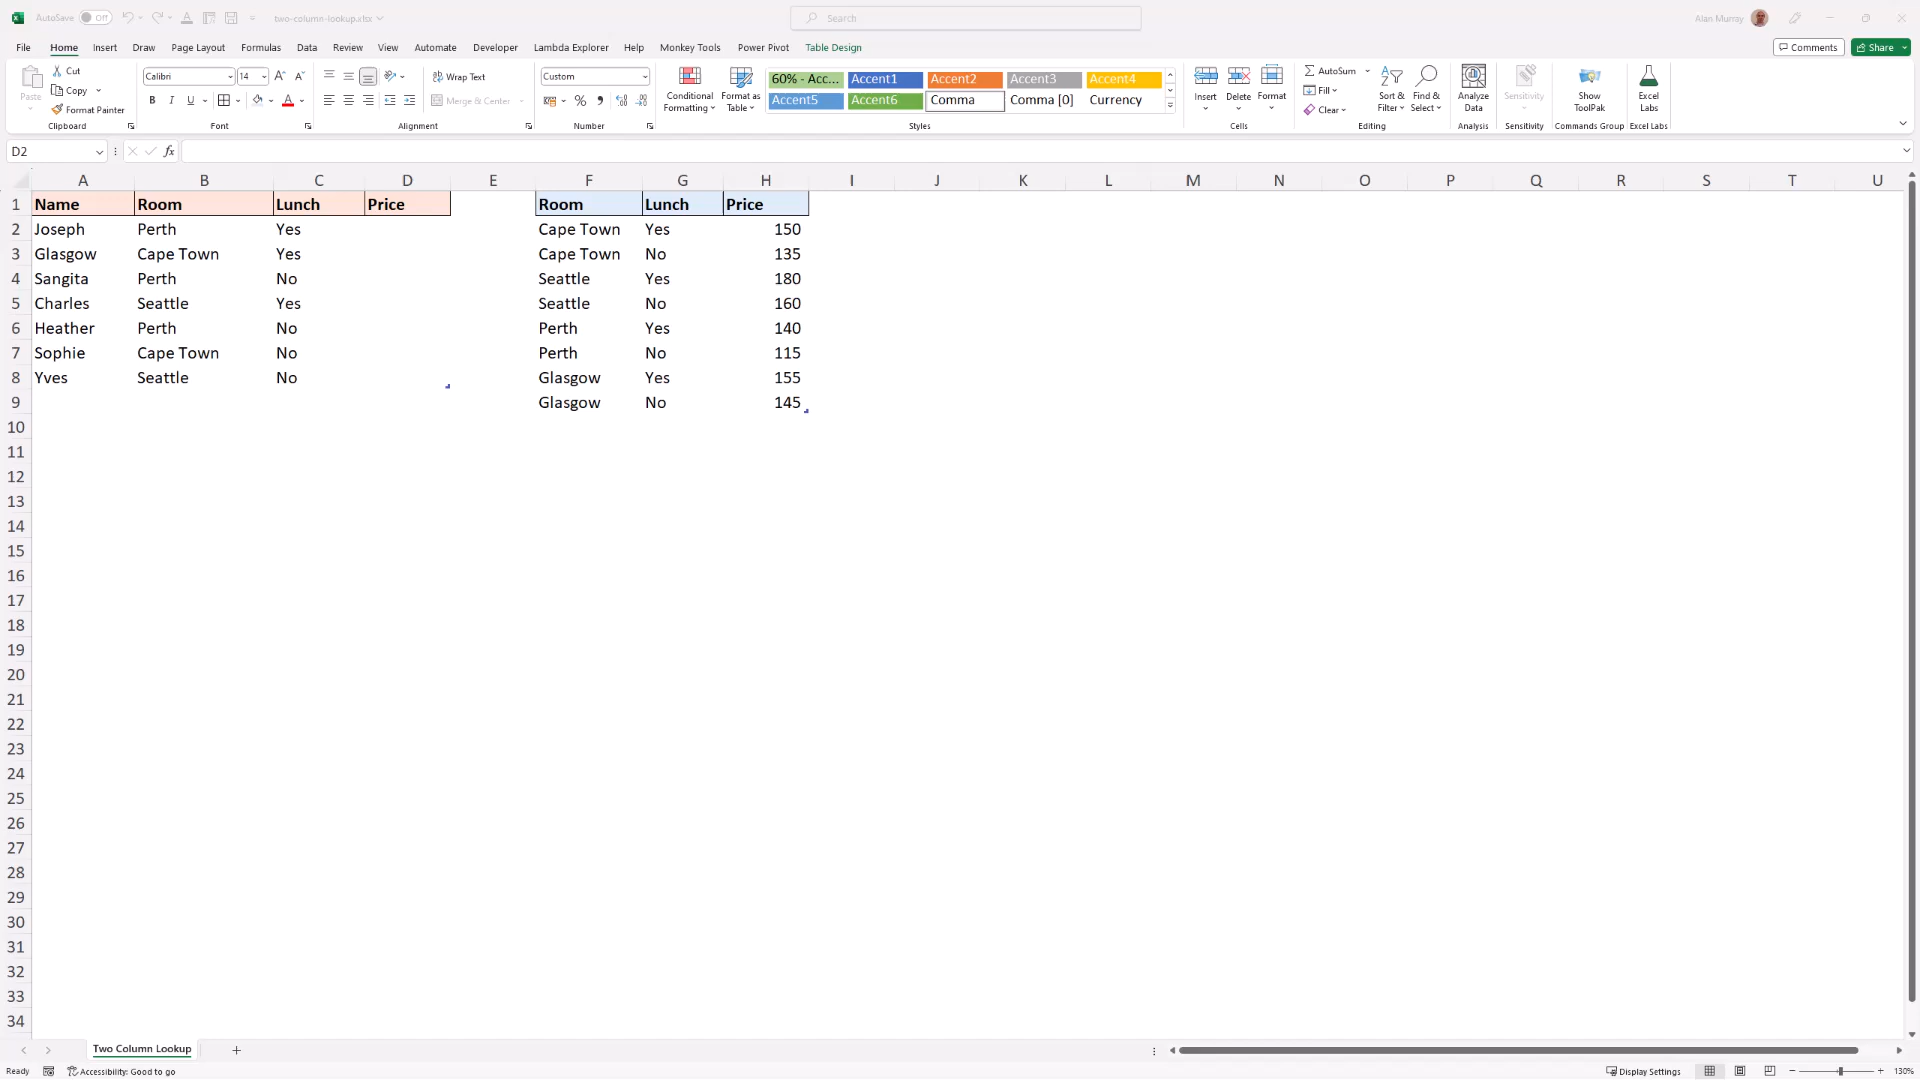 AutoSave Off two-column-lookup.xlsx Search Alan Murray
File Home Insert Draw Page Layout Formulas Data Review View Automate Developer Lambda Explorer Help Monkey Tools Power Pivot Table Design Comments Share
Paste Cut Copy Format Painter Clipboard
Calibri 14 B I U A Font
Wrap Text Merge & Center Alignment
Custom % Number
Conditional Formatting Format as Table
60% - Acc... Accent1 Accent2 Accent3 Accent4
Accent5 Accent6 Comma Comma [0] Currency
Styles
Insert Delete Format Cells
AutoSum Fill Clear Sort & Filter Find & Select Editing
Analyze Data Analysis
Sensitivity Sensitivity
Show ToolPak Commands Group
Excel Labs Excel Labs
D2 fx
A B C D E F G H I J K L M N O P Q R S T U
1 Name Room Lunch Price Room Lunch Price
2 Joseph Perth Yes Cape Town Yes 150
3 Glasgow Cape Town Yes Cape Town No 135
4 Sangita Perth No Seattle Yes 180
5 Charles Seattle Yes Seattle No 160
6 Heather Perth No Perth Yes 140
7 Sophie Cape Town No Perth No 115
8 Yves Seattle No Glasgow Yes 155
9 Glasgow No 145
10
11
12
13
14
15
16
17
18
19
20
21
22
23
24
25
26
27
28
29
30
31
32
33
34
Two Column Lookup
Ready Accessibility: Good to go Display Settings 130%